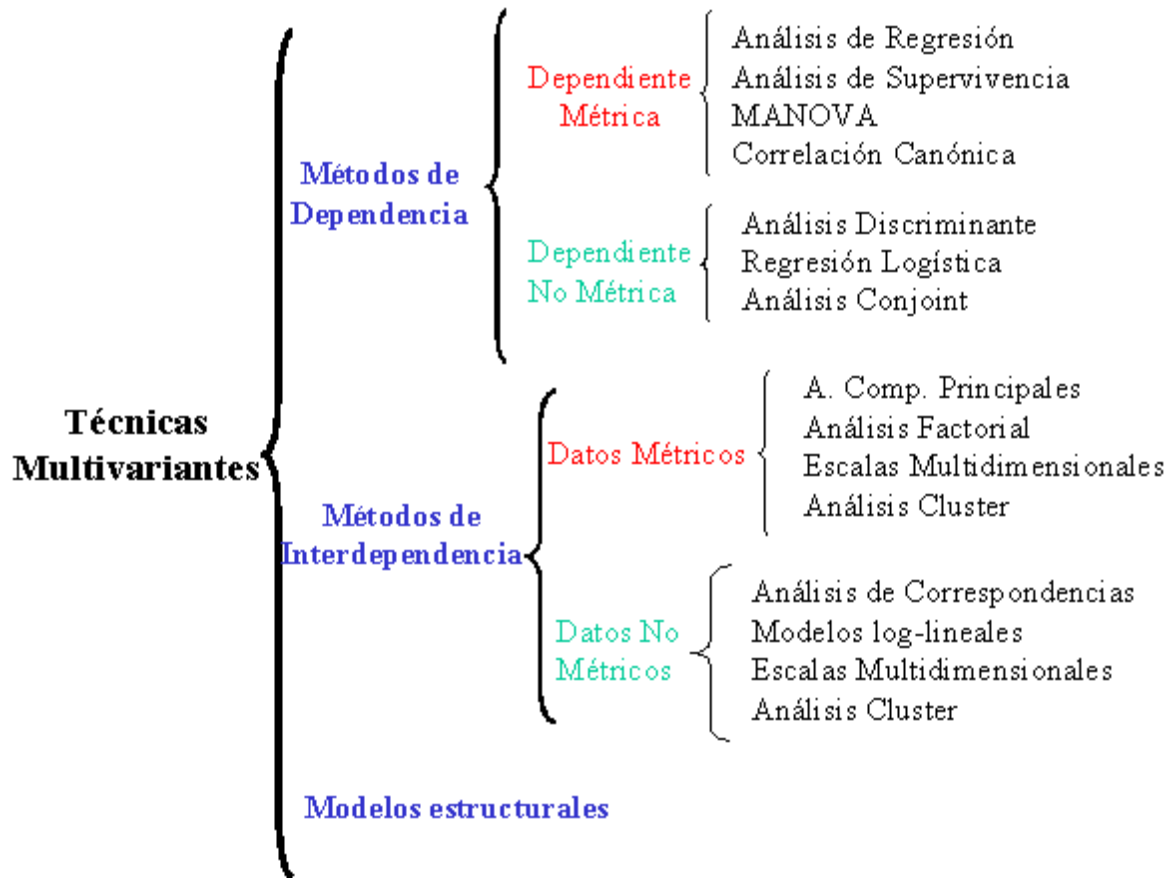 Técnicas
Multivariantes
Métodos de
Dependencia
Dependiente
Métrica
Análisis de Regresión
Análisis de Supervivencia
MANOVA
Correlación Canónica
Dependiente
No Métrica
Análisis Discriminante
Regresión Logística
Análisis Conjoint
Métodos de
Interdependencia
Datos Métricos
A. Comp. Principales
Análisis Factorial
Escalas Multidimensionales
Análisis Cluster
Datos No
Métricos
Análisis de Correspondencias
Modelos log-lineales
Escalas Multidimensionales
Análisis Cluster
Modelos estructurales